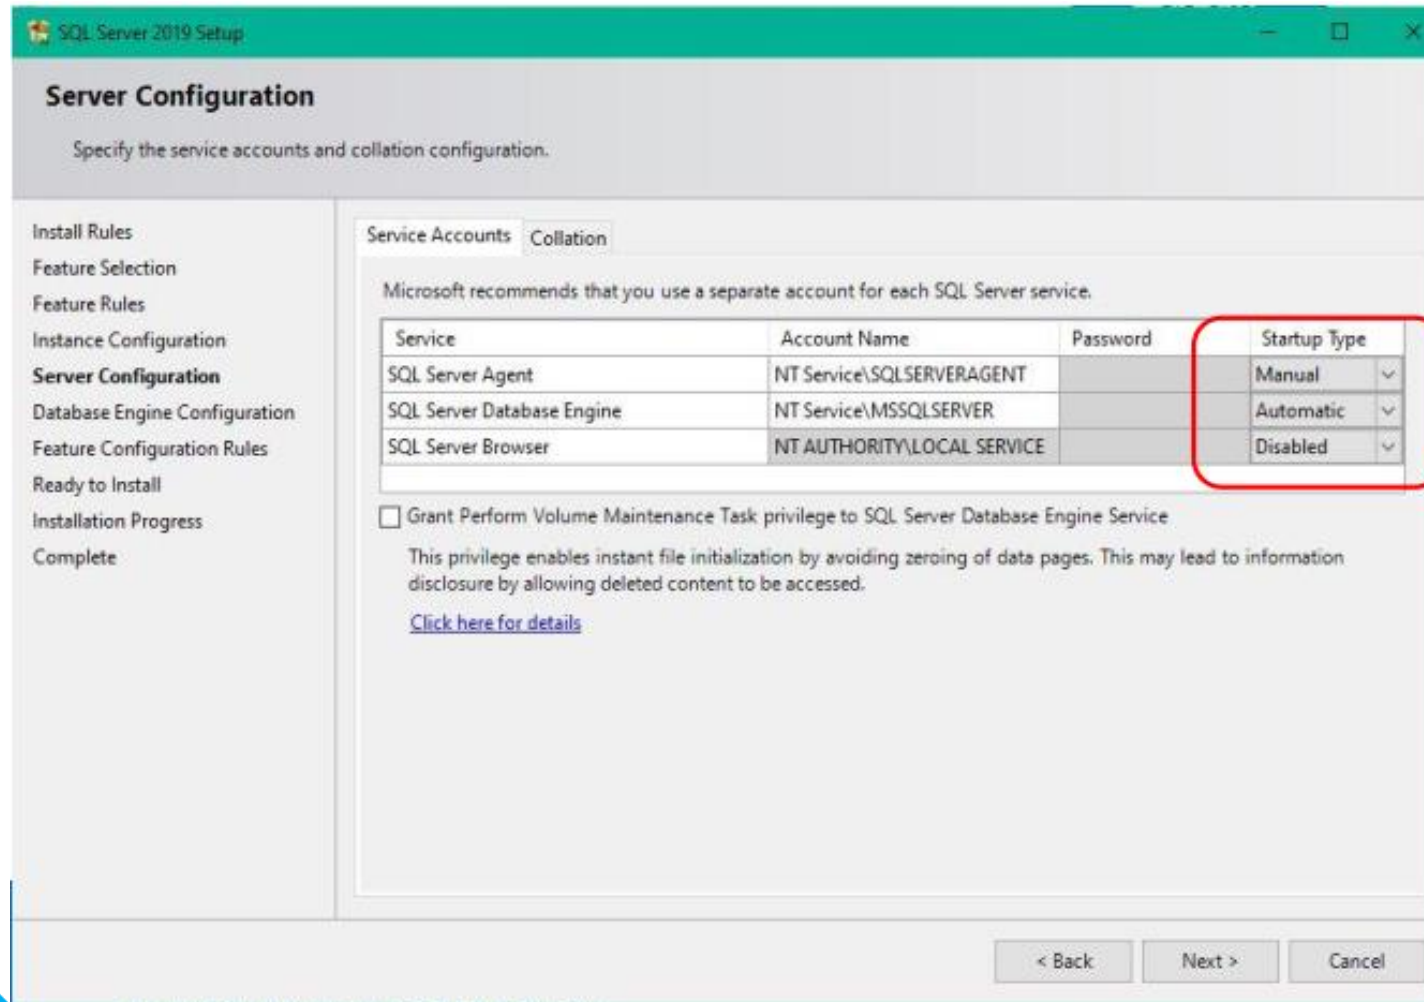 SQL Server 2019 Setup
Server Configuration
Specify the service accounts and collation configuration.
Install Rules
Feature Selection
Feature Rules
Instance Configuration
Server Configuration
Database Engine Configuration
Feature Configuration Rules
Ready to Install
Installation Progress
Complete
Service Accounts Collation
Microsoft recommends that you use a separate account for each SQL Server service.
Service Account Name Password Startup Type
SQL Server Agent NT Service\SQLSERVERAGENT Manual
SQL Server Database Engine NT Service\MSSQLSERVER Automatic
SQL Server Browser NT AUTHORITY\LOCAL SERVICE Disabled
Grant Perform Volume Maintenance Task privilege to SQL Server Database Engine Service
This privilege enables instant file initialization by avoiding zeroing of data pages. This may lead to information
disclosure by allowing deleted content to be accessed.
Click here for details
< Back Next > Cancel